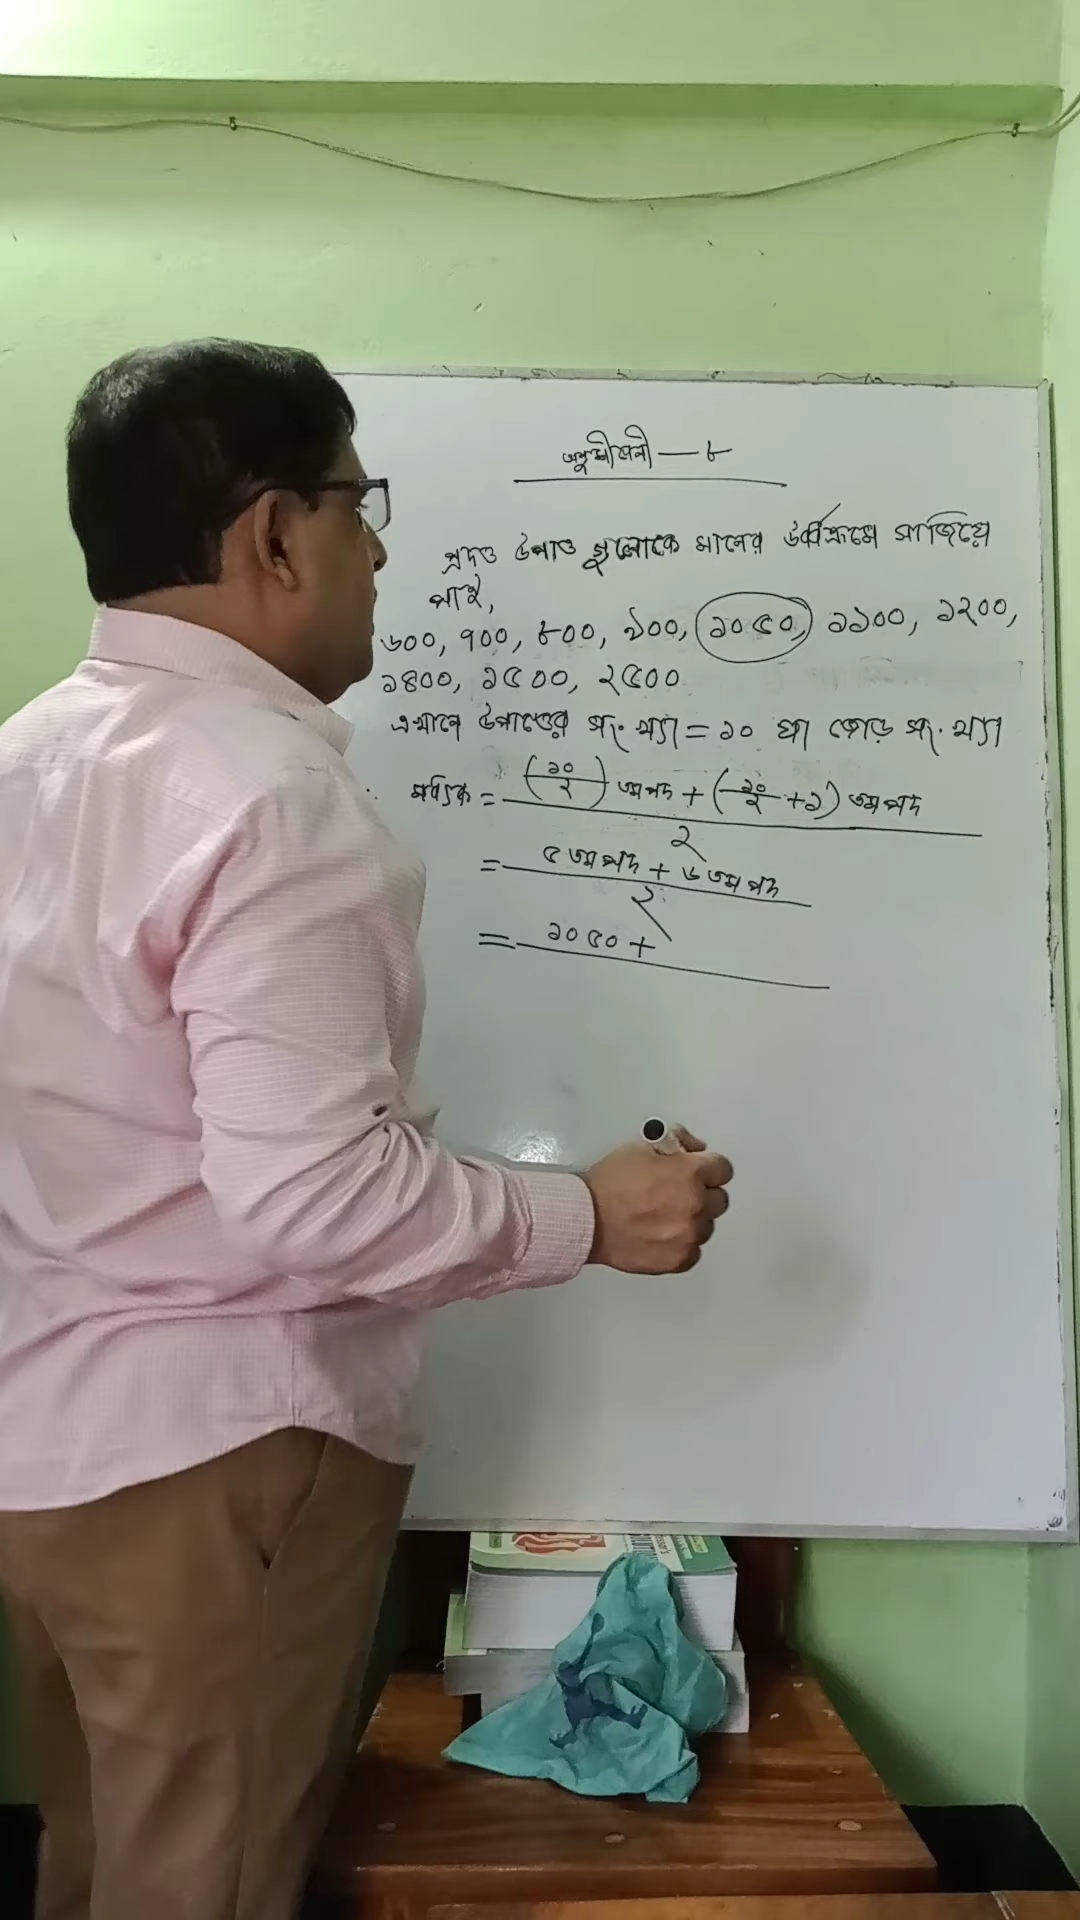 অনুশীলনী — ৮
প্রদত্ত উপাত্ত গুলোকে মানের ঊর্ধ্বক্রমে সাজিয়ে
পাই,
৬০০, ৭০০, ৮০০, ৯০০, ১০৫০, ১১০০, ১২০০,
১৪০০, ১৫০০, ২৫০০
এখানে উপাত্তের সংখ্যা = ১০ যা জোড় সংখ্যা
∴ মধ্যক = (১০/২) তম পদ + (১০/২ + ১) তম পদ
২
= ৫ তম পদ + ৬ তম পদ
২
= ১০৫০ +